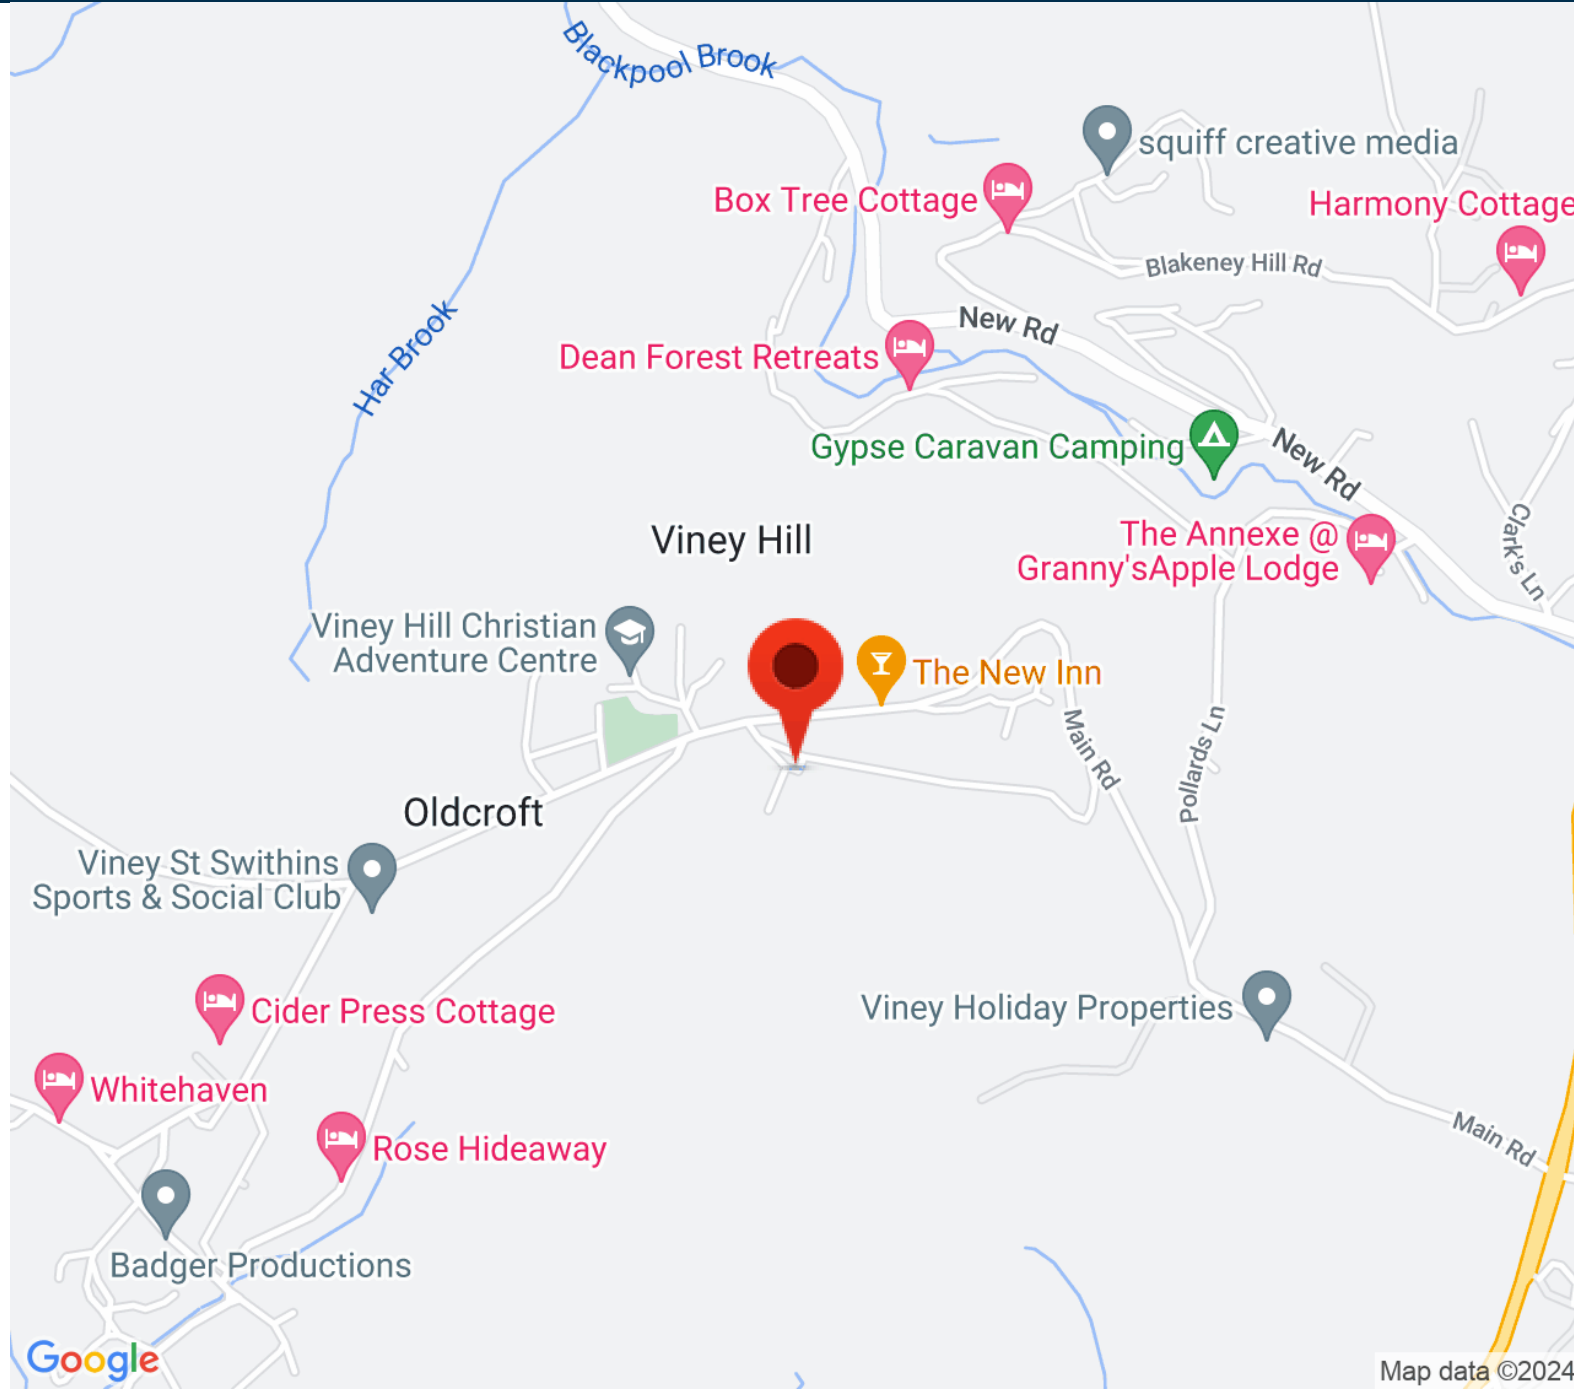 Blackpool Brook
squiff creative media
Box Tree Cottage
Harmony Cottage
Blakeney Hill Rd
Har Brook
New Rd
Dean Forest Retreats
Gypse Caravan Camping
New Rd
Clark's Ln
Viney Hill
The Annexe @
Granny'sApple Lodge
Viney Hill Christian
Adventure Centre
The New Inn
Main Rd
Pollards Ln
Oldcroft
Viney St Swithins
Sports & Social Club
Cider Press Cottage
Viney Holiday Properties
Whitehaven
Rose Hideaway
Main Rd
Badger Productions
Google
Map data ©2024